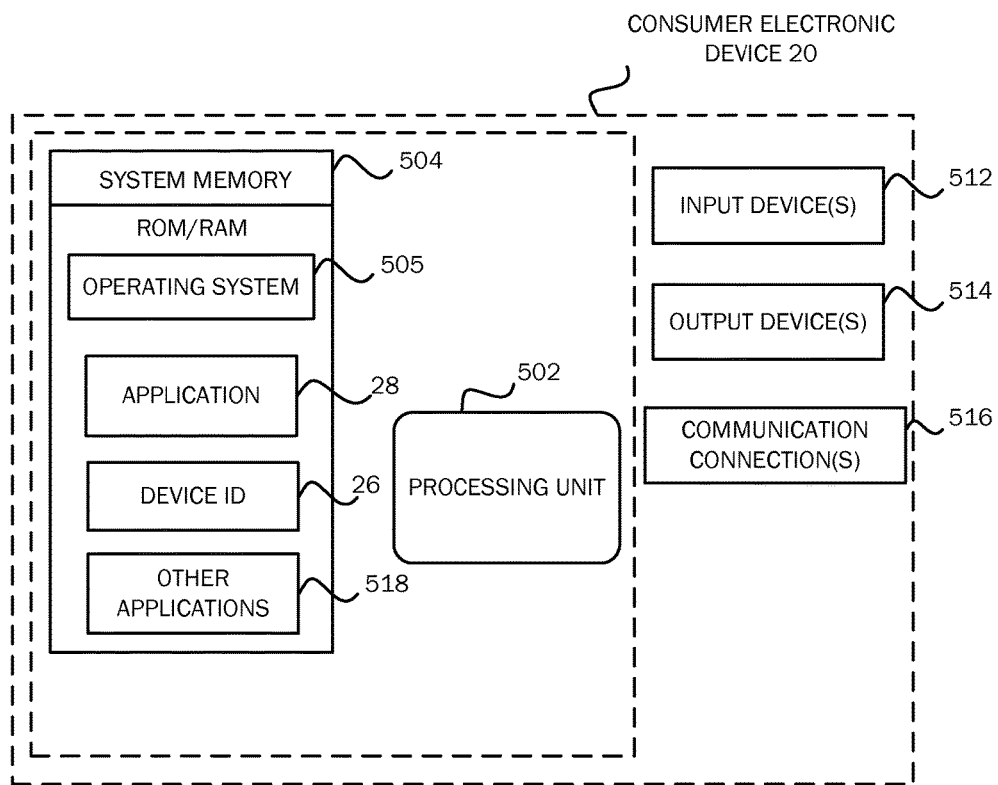 CONSUMER ELECTRONIC
DEVICE 20
SYSTEM MEMORY
504
ROM/RAM
OPERATING SYSTEM
505
APPLICATION
28
DEVICE ID
26
OTHER
APPLICATIONS
518
502
PROCESSING UNIT
INPUT DEVICE(S)
512
OUTPUT DEVICE(S)
514
COMMUNICATION
CONNECTION(S)
516